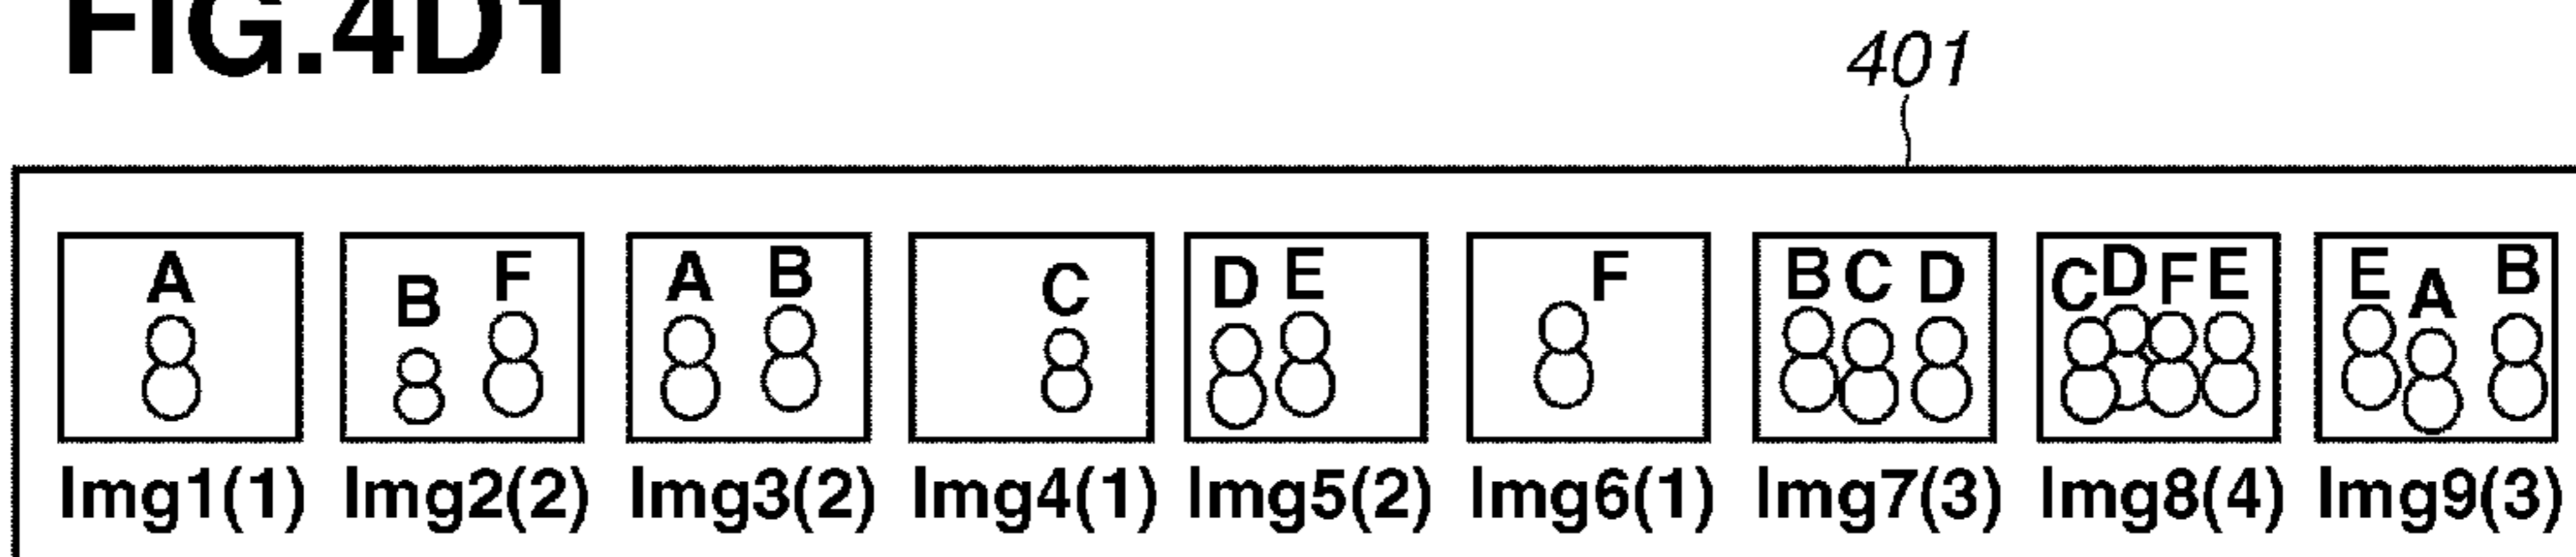 FIG.4D1
401
A B F A B C D E F B C D C D F E E A B
Img1(1) Img2(2) Img3(2) Img4(1) Img5(2) Img6(1) Img7(3) Img8(4) Img9(3)